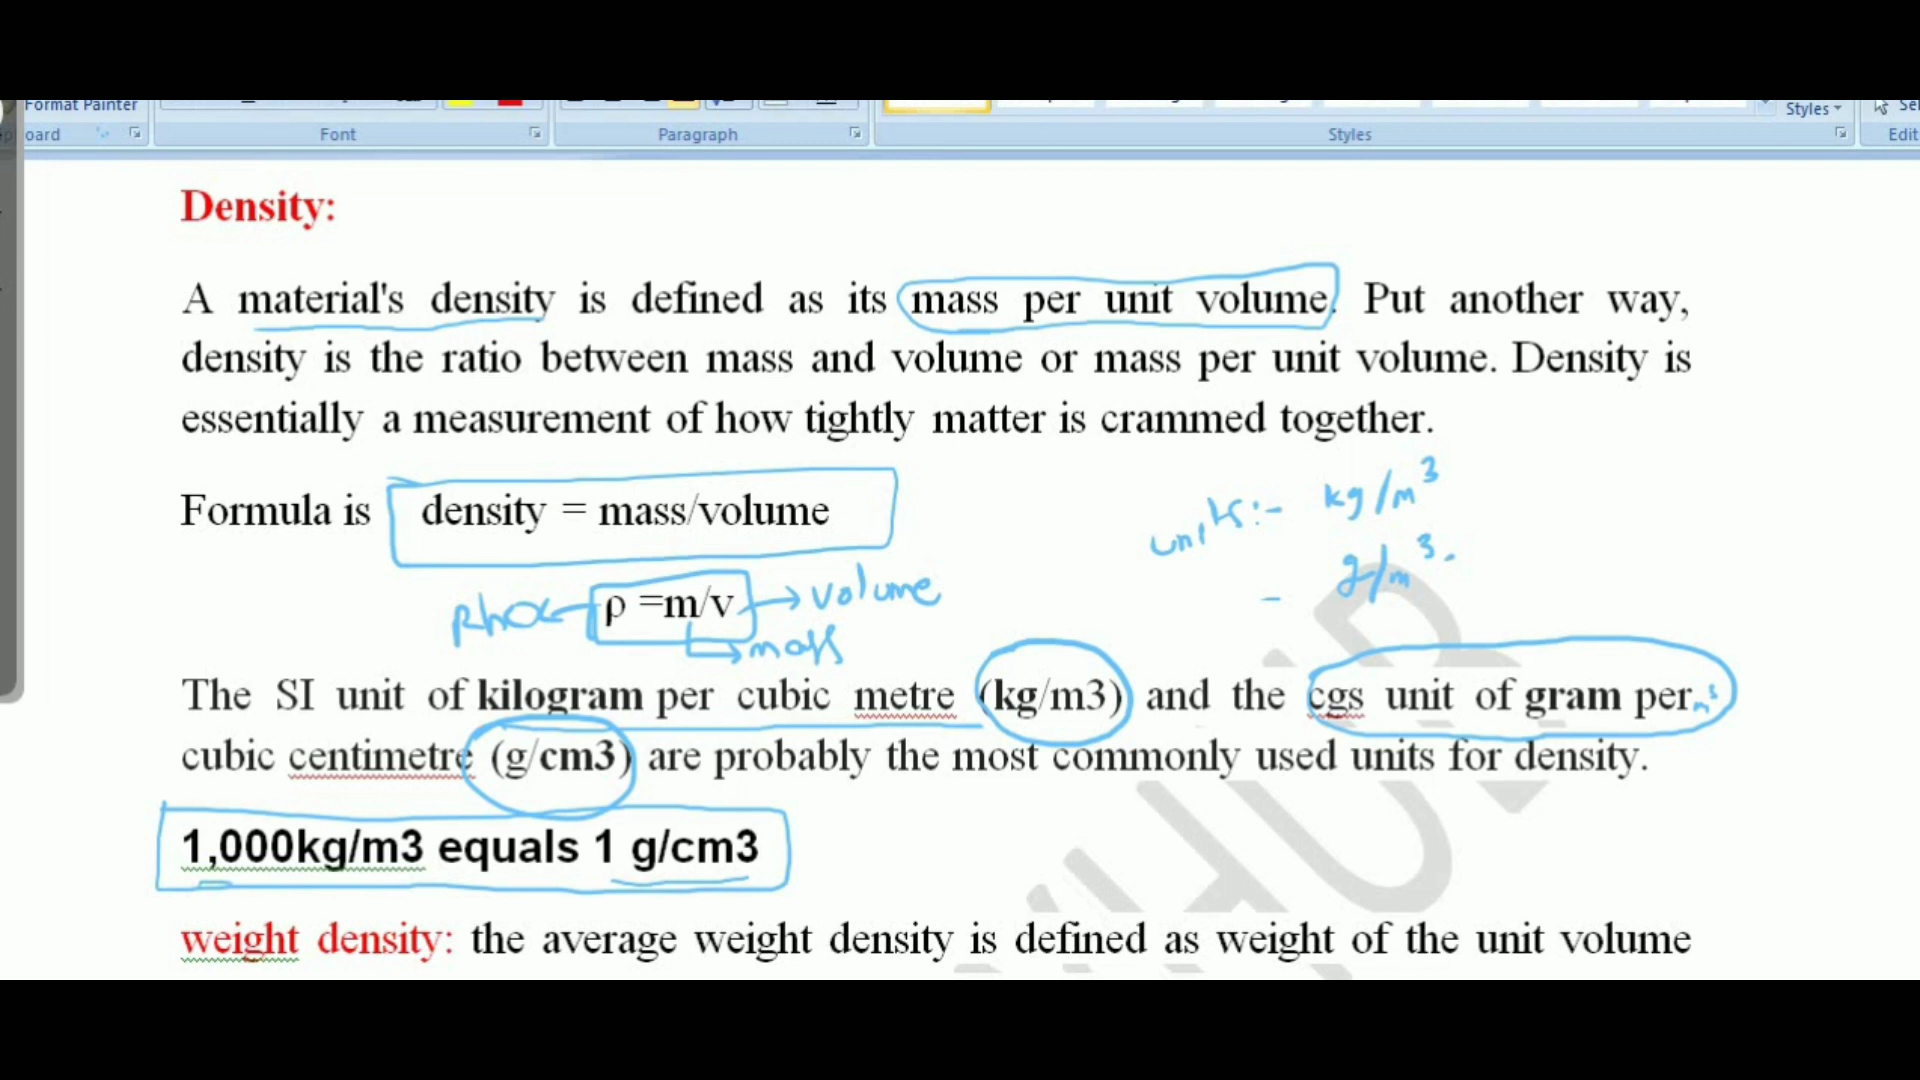 Format Painter
oard
Font
Paragraph
Styles
Styles
Edit
Density:
A material's density is defined as its mass per unit volume. Put another way,
density is the ratio between mass and volume or mass per unit volume. Density is
essentially a measurement of how tightly matter is crammed together.
Formula is density = mass/volume
units:- kg/m³
- g/m³.
Rho ρ =m/v volume
mass
The SI unit of kilogram per cubic metre (kg/m3) and the cgs unit of gram per
cubic centimetre (g/cm3) are probably the most commonly used units for density.
1,000kg/m3 equals 1 g/cm3
weight density: the average weight density is defined as weight of the unit volume